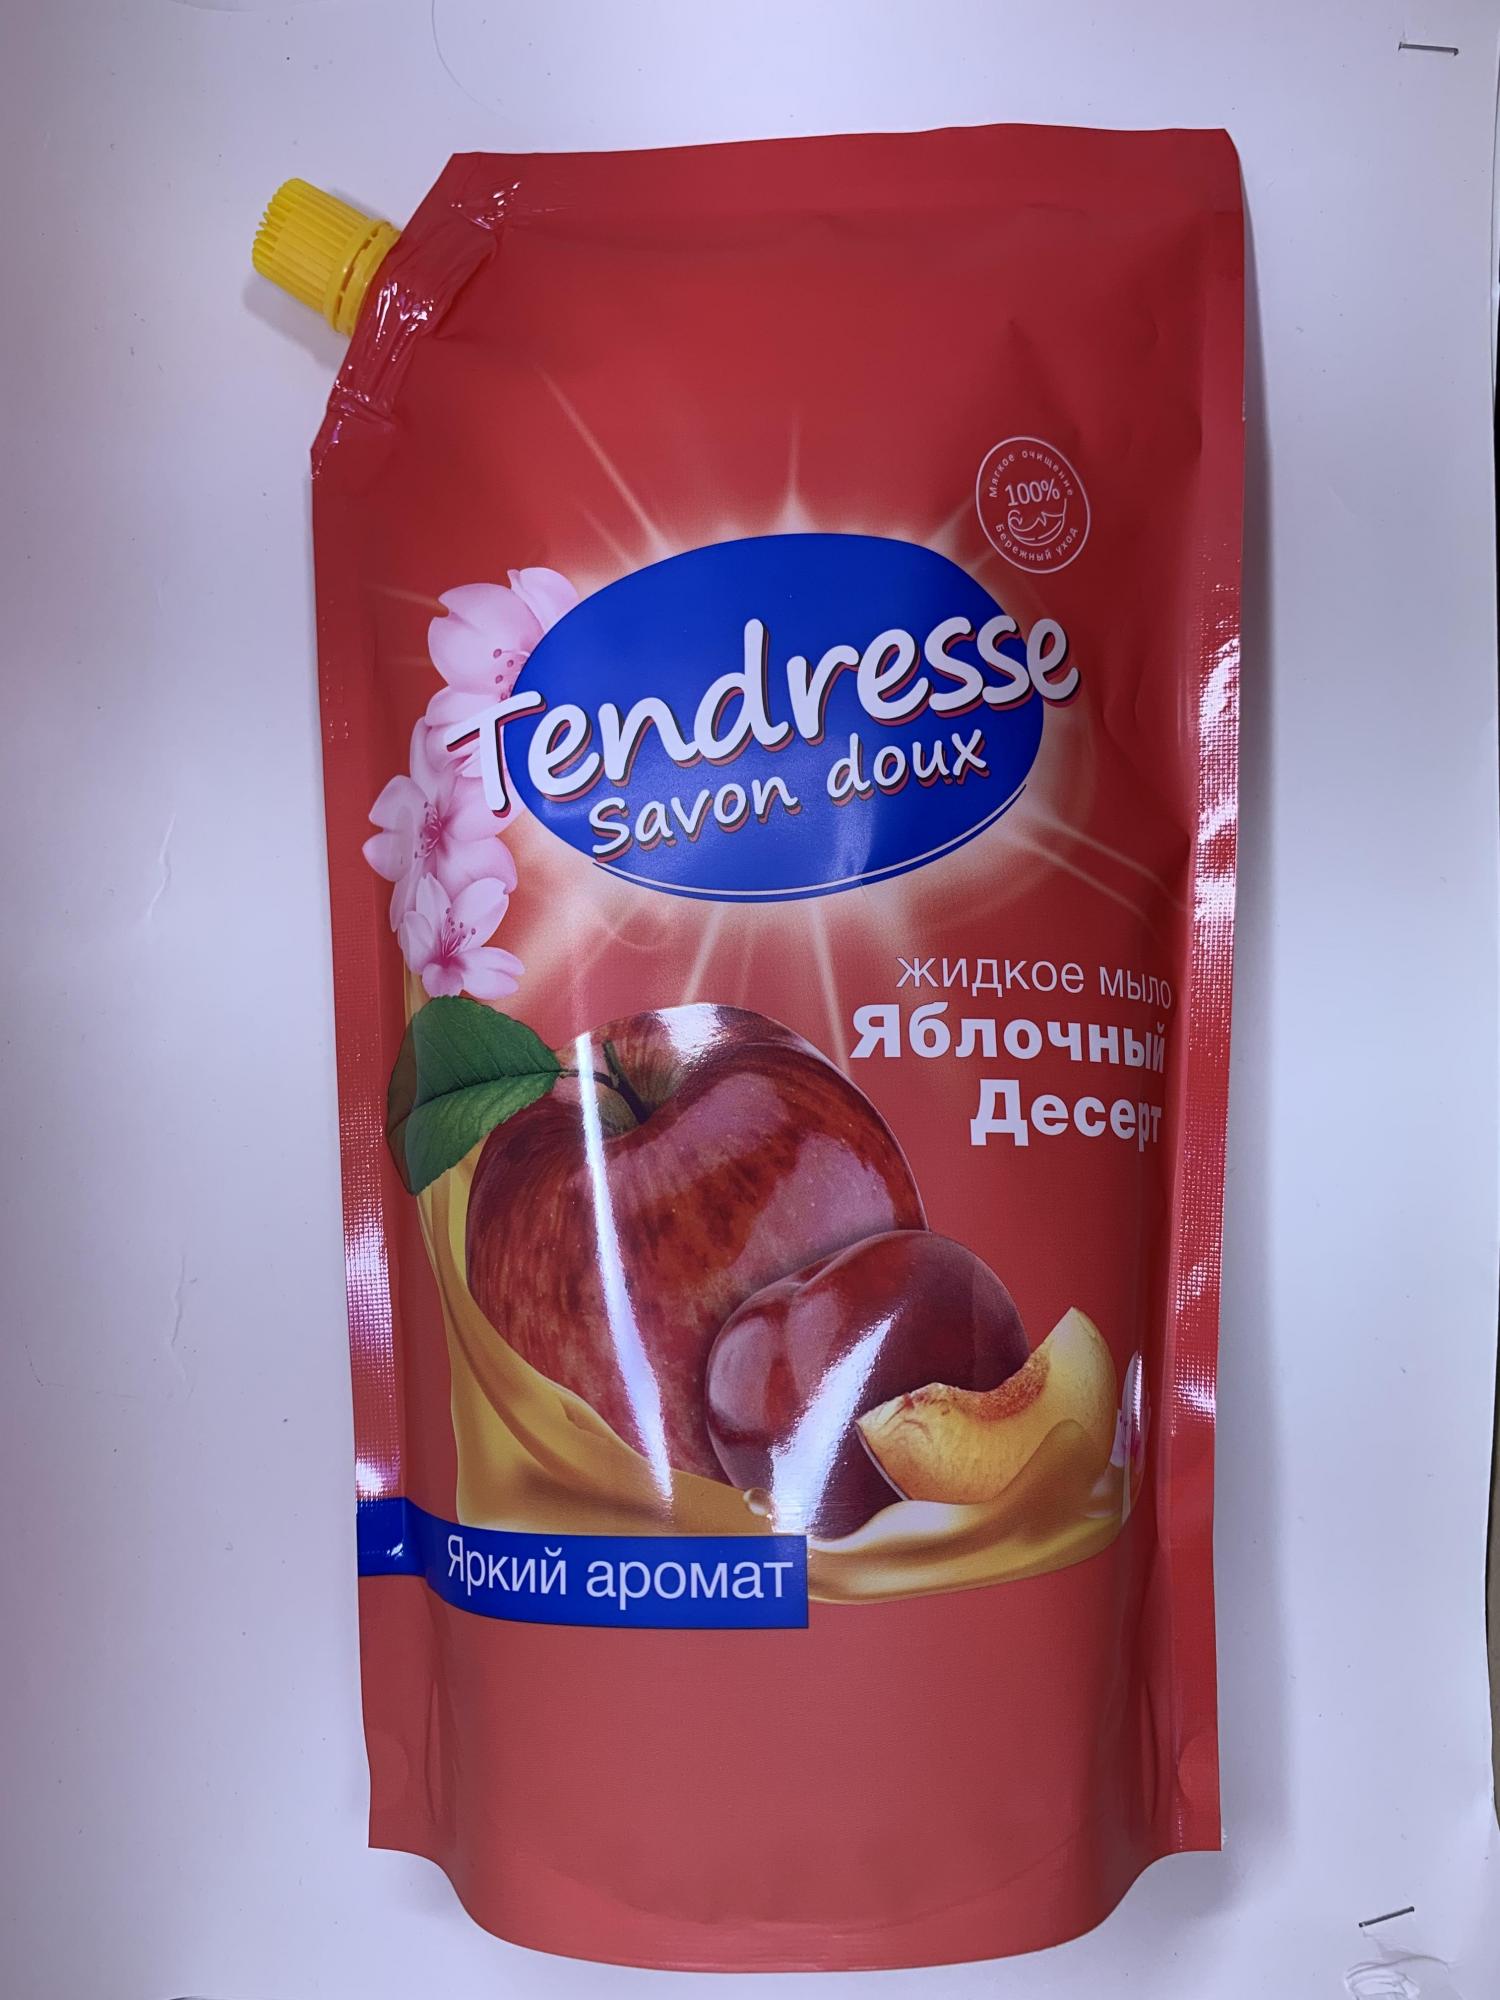 Мягкое очищение
100%
Бережный уход
Tendresse
Savon doux
жидкое мыло
Яблочный
Десерт
Яркий аромат